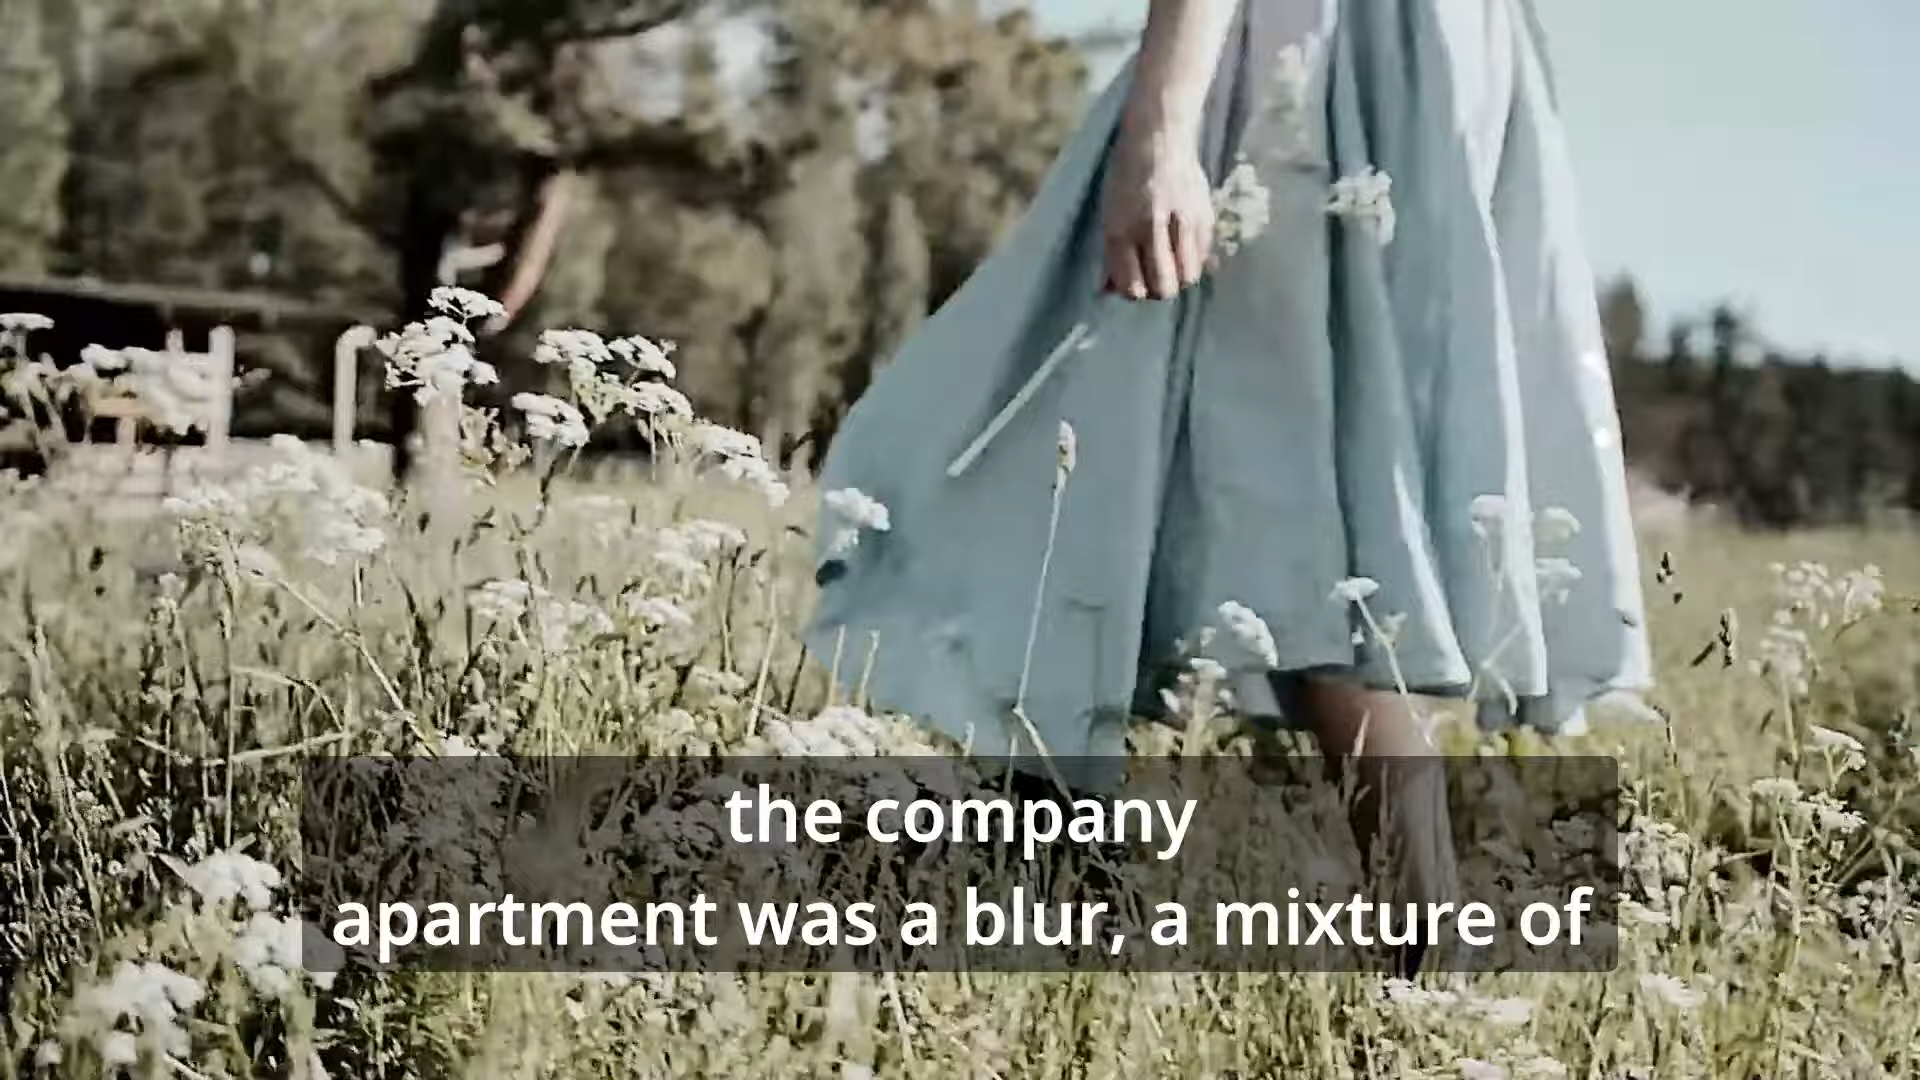 the company
apartment was a blur, a mixture of